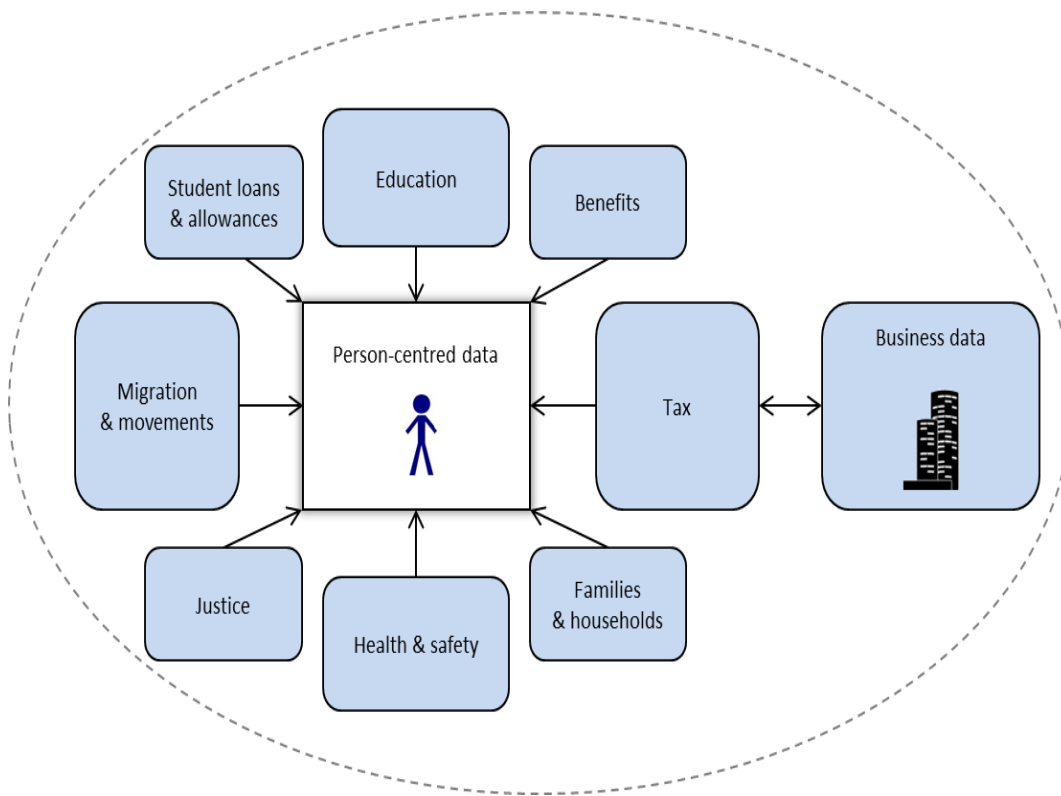 Student loans
& allowances
Education
Benefits
Migration
& movements
Person-centred data
Tax
Business data
Justice
Health & safety
Families
& households